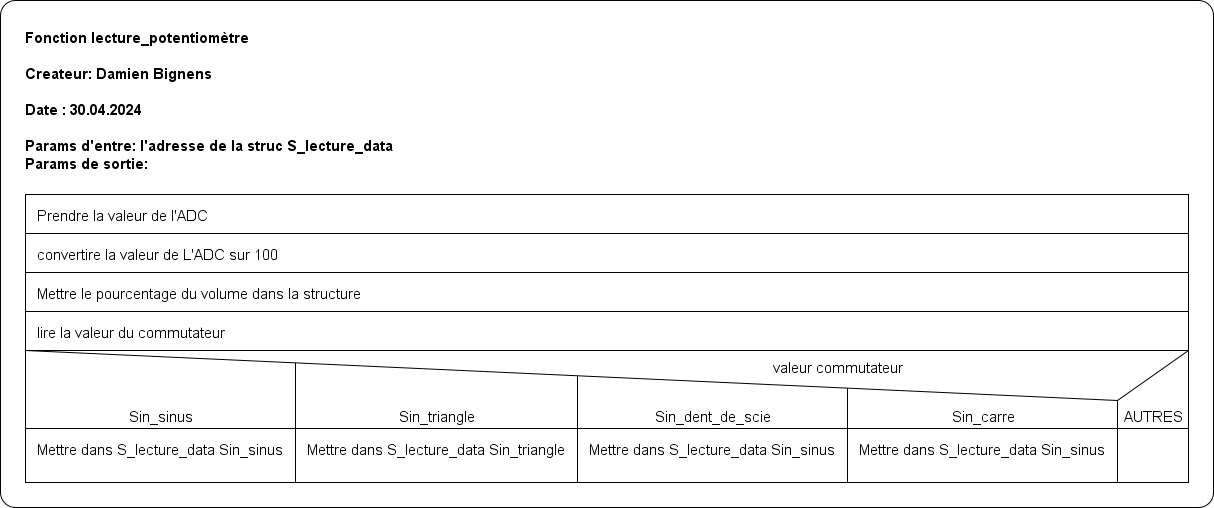 Fonction lecture_potentiomètre
Createur: Damien Bignens
Date : 30.04.2024
Params d'entre: l'adresse de la struc S_lecture_data
Params de sortie:
Prendre la valeur de l'ADC
convertire la valeur de L'ADC sur 100
Mettre le pourcentage du volume dans la structure
lire la valeur du commutateur
valeur commutateur
Sin_sinus
Sin_triangle
Sin_dent_de_scie
Sin_carre
AUTRES
Mettre dans S_lecture_data Sin_sinus
Mettre dans S_lecture_data Sin_triangle
Mettre dans S_lecture_data Sin_sinus
Mettre dans S_lecture_data Sin_sinus